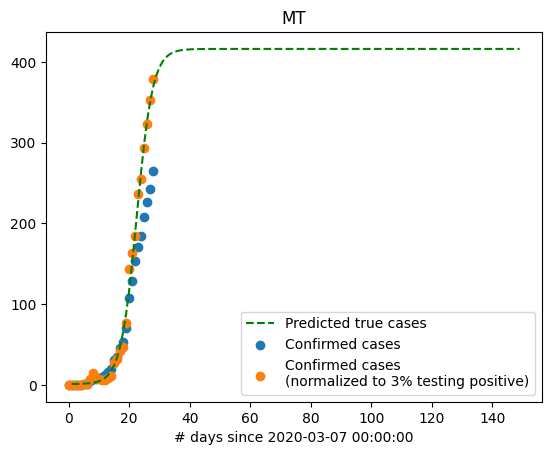 MT
400
300
200
100
0
Predicted true cases
Confirmed cases
Confirmed cases
(normalized to 3% testing positive)
0 20 40 60 80 100 120 140
# days since 2020-03-07 00:00:00